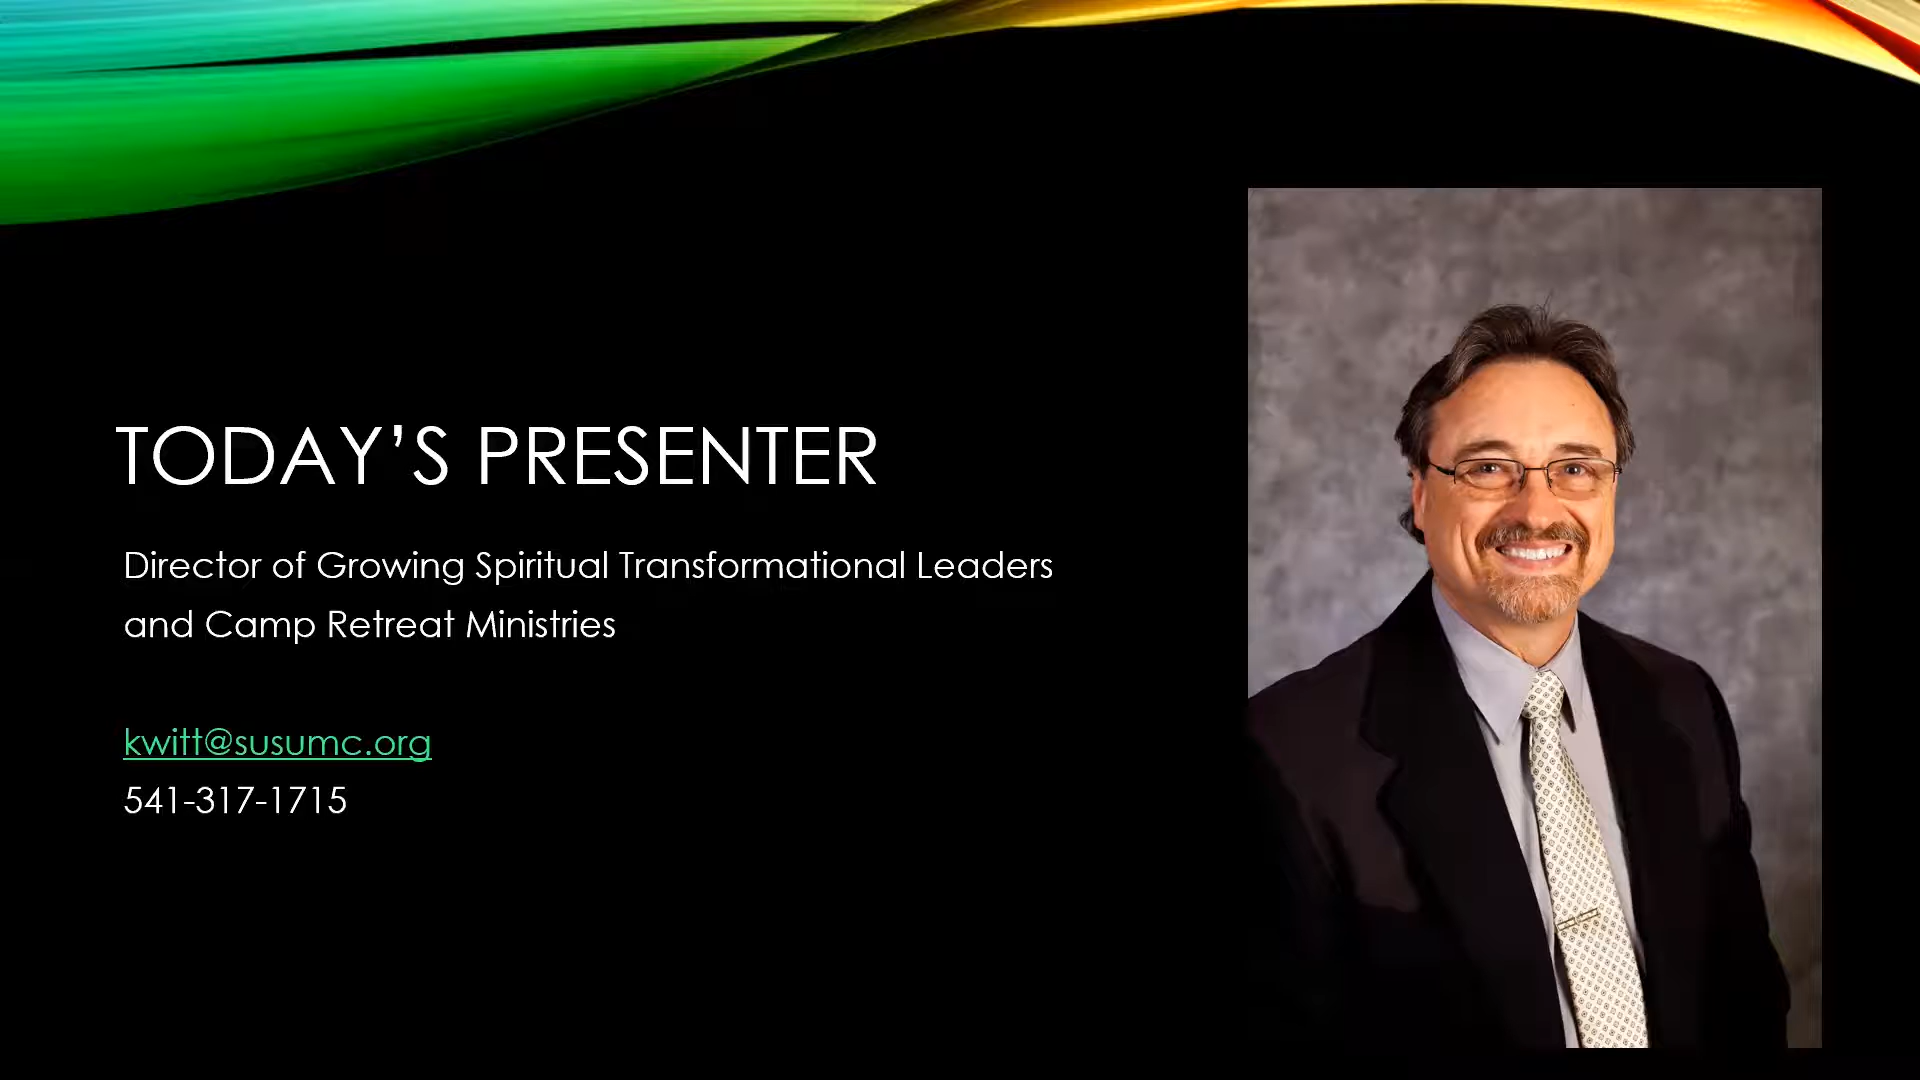 TODAY’S PRESENTER
Director of Growing Spiritual Transformational Leaders
and Camp Retreat Ministries
kwitt@susumc.org
541-317-1715